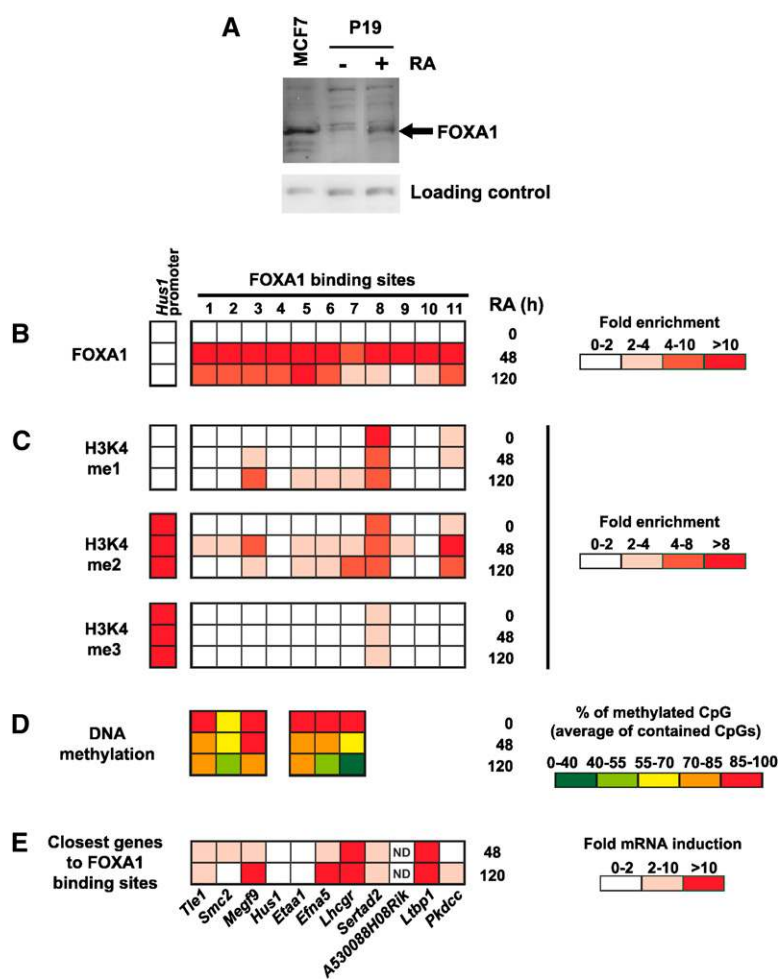 A
MCF7
P19
- + RA
FOXA1
Loading control
Hus1 promoter
FOXA1 binding sites
1 2 3 4 5 6 7 8 9 10 11
RA (h)
B
FOXA1
0
48
120
Fold enrichment
0-2 2-4 4-10 >10
C
H3K4
me1
0
48
120
H3K4
me2
0
48
120
Fold enrichment
0-2 2-4 4-8 >8
H3K4
me3
0
48
120
D
DNA
methylation
0
48
120
% of methylated CpG
(average of contained CpGs)
0-40 40-55 55-70 70-85 85-100
E
Closest genes
to FOXA1
binding sites
ND
ND
48
120
Fold mRNA induction
0-2 2-10 >10
Tle1
Smc2
Megf9
Hus1
Etaa1
Efna5
Lhcgr
Sertad2
A530088H08Rik
Ltbp1
Pkdcc